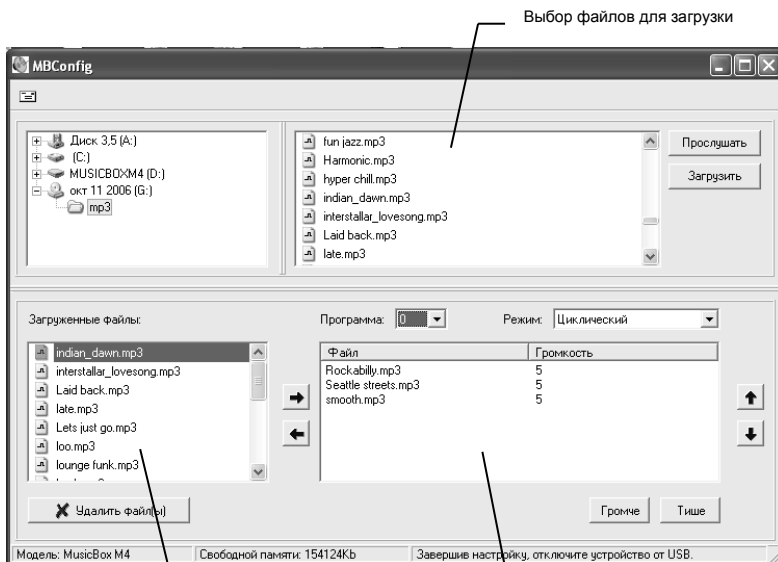 Выбор файлов для загрузки
MBConfig
Диск 3,5 (A:)
(C:)
MUSICBOXM4 (D:)
окт 11 2006 (G:)
mp3
fun jazz.mp3
Harmonic.mp3
hyper chill.mp3
indian_dawn.mp3
interstallar_lovesong.mp3
Laid back.mp3
late.mp3
Прослушать
Загрузить
Загруженные файлы:
Программа: 0
Режим: Циклический
indian_dawn.mp3
interstallar_lovesong.mp3
Laid back.mp3
late.mp3
Lets just go.mp3
loo.mp3
lounge funk.mp3
Файл Громкость
Rockabilly.mp3 5
Seattle streets.mp3 5
smooth.mp3 5
Удалить файл(ы)
Громче
Тише
Модель: MusicBox M4
Свободной памяти: 154124Kb
Завершив настройку, отключите устройство от USB.